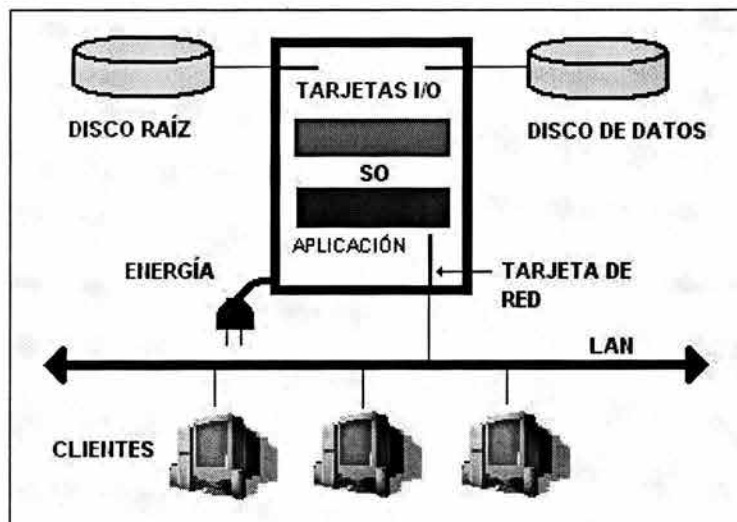 TARJETAS I/O
DISCO RAÍZ
DISCO DE DATOS
SO
APLICACIÓN
ENERGÍA
TARJETA DE
RED
LAN
CLIENTES